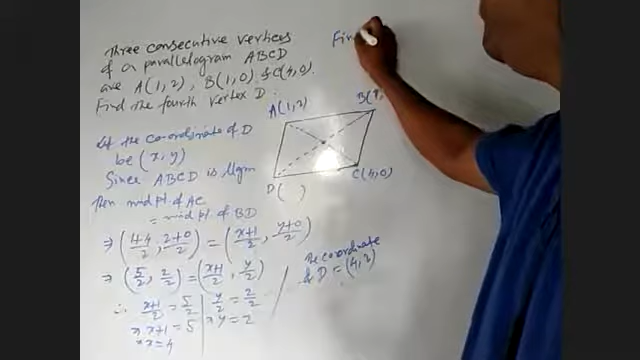 Three consecutive vertices
of a parallelogram ABCD
are A(1,2), B(1,0) & C(4,0).
Find the fourth vertex D.
A(1,2)
B(1,
C(4,0)
D( )
let the co-ordinate of D
be (x,y)
Since ABCD is llgm
Then mid pt of AC
= mid pt of BD
⇒ (1+4/2, 2+0/2) = (x+1/2, y+0/2)
⇒ (5/2, 2/2) = (x+1/2, y/2)
∴ x+1/2 = 5/2 | y/2 = 2/2
⇒ x+1 = 5 | ⇒ y = 2
⇒ x = 4
The coordinate
of D = (4,2)
Fin